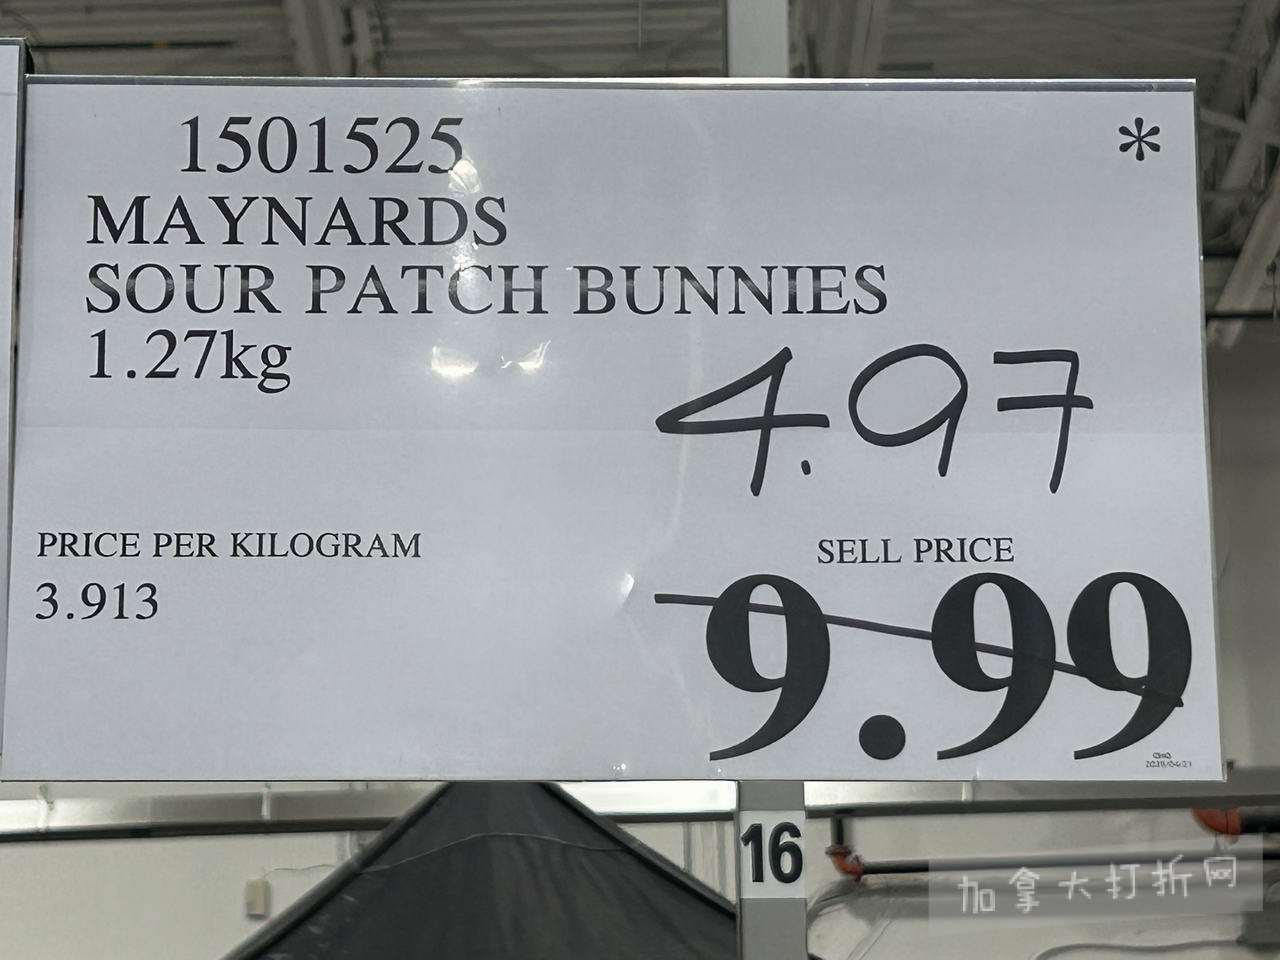 1501525
*
MAYNARDS
SOUR PATCH BUNNIES
1.27kg
4.97
PRICE PER KILOGRAM
3.913
SELL PRICE
9.99
16
加拿大打折网